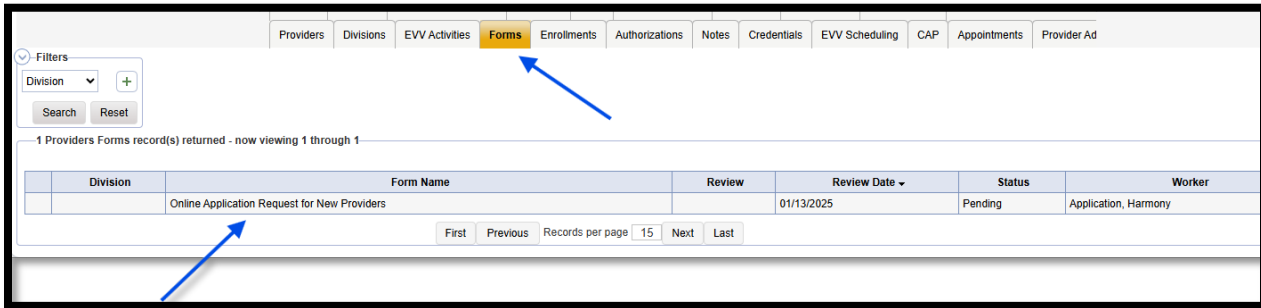 Providers Divisions EVV Activities Forms Enrollments Authorizations Notes Credentials EVV Scheduling CAP Appointments Provider Ad
Filters
Division +
Search Reset
1 Providers Forms record(s) returned - now viewing 1 through 1
Division Form Name Review Review Date Status Worker
Online Application Request for New Providers 01/13/2025 Pending Application, Harmony
First Previous Records per page 15 Next Last